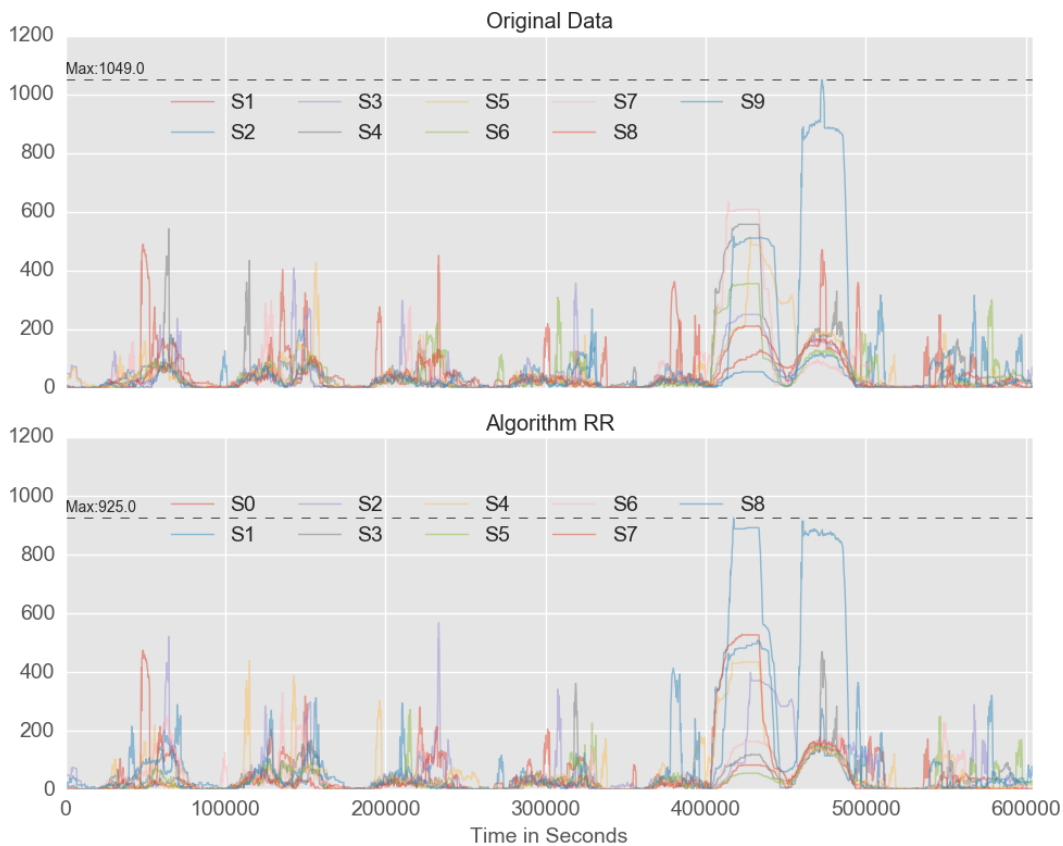 Original Data
1200
Max:1049.0
1000
S1 S3 S5 S7 S9
S2 S4 S6 S8
800
600
400
200
0
Algorithm RR
1200
1000
Max:925.0
S0 S2 S4 S6 S8
S1 S3 S5 S7
800
600
400
200
0
0 100000 200000 300000 400000 500000 600000
Time in Seconds